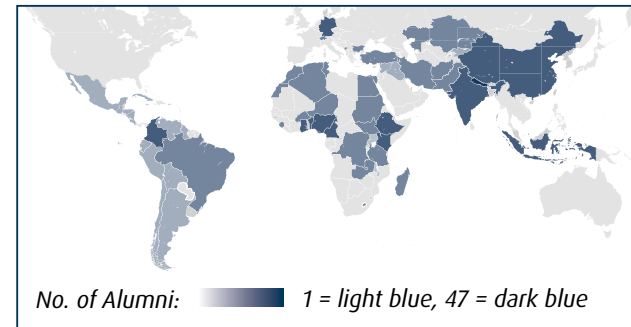 No. of Alumni: 1 = light blue, 47 = dark blue